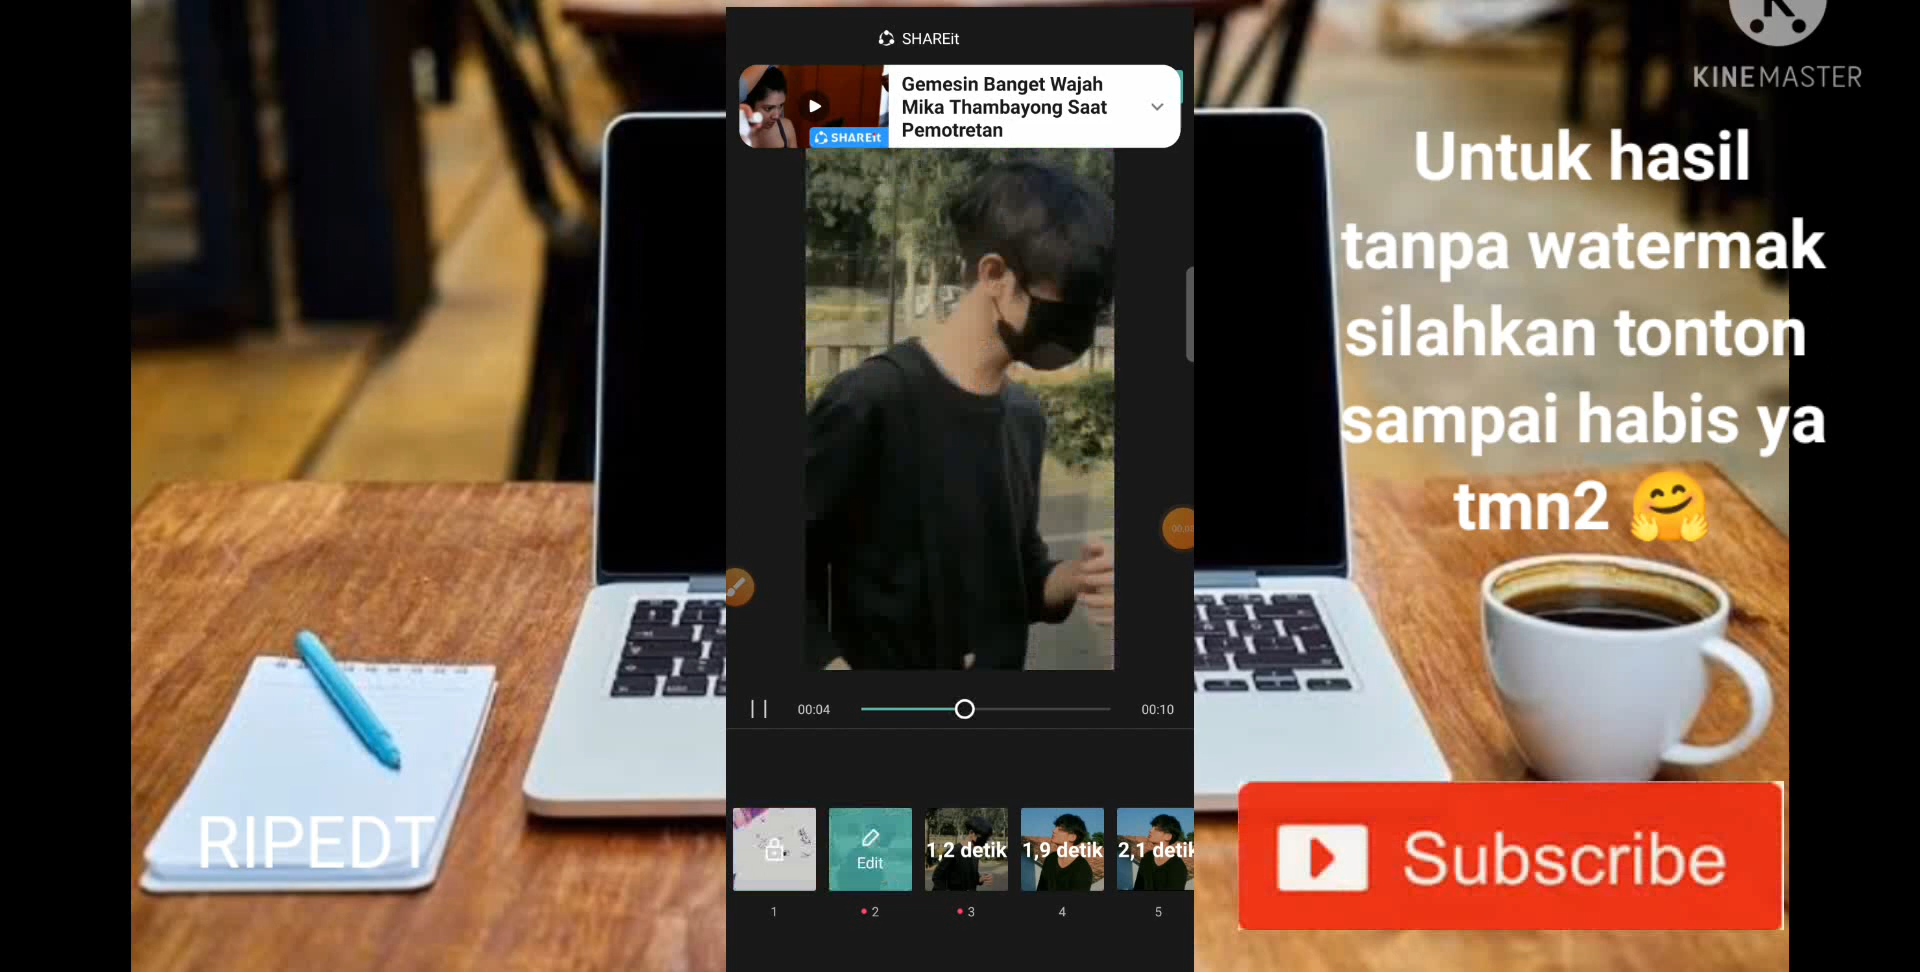 SHAREit
Gemesin Banget Wajah
Mika Thambayong Saat
Pemotretan
SHAREit
KINEMASTER
Untuk hasil
tanpa watermak
silahkan tonton
sampai habis ya
tmn2 🤗
00:04
00:10
RIPEDT
Edit
1,2 detik
1,9 detik
2,1 detik
1
2
3
4
5
Subscribe